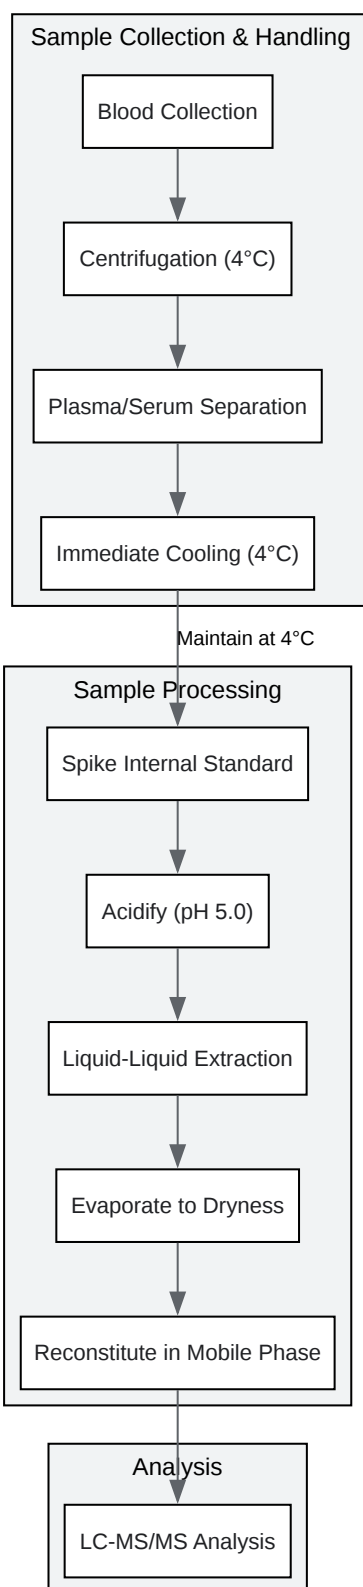 Sample Collection & Handling
Blood Collection
Centrifugation (4°C)
Plasma/Serum Separation
Immediate Cooling (4°C)
Maintain at 4°C
Sample Processing
Spike Internal Standard
Acidify (pH 5.0)
Liquid-Liquid Extraction
Evaporate to Dryness
Reconstitute in Mobile Phase
Analysis
LC-MS/MS Analysis